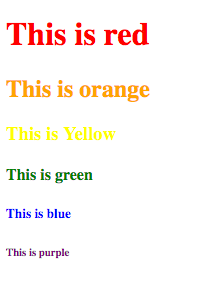 This is red
This is orange
This is Yellow
This is green
This is blue
This is purple